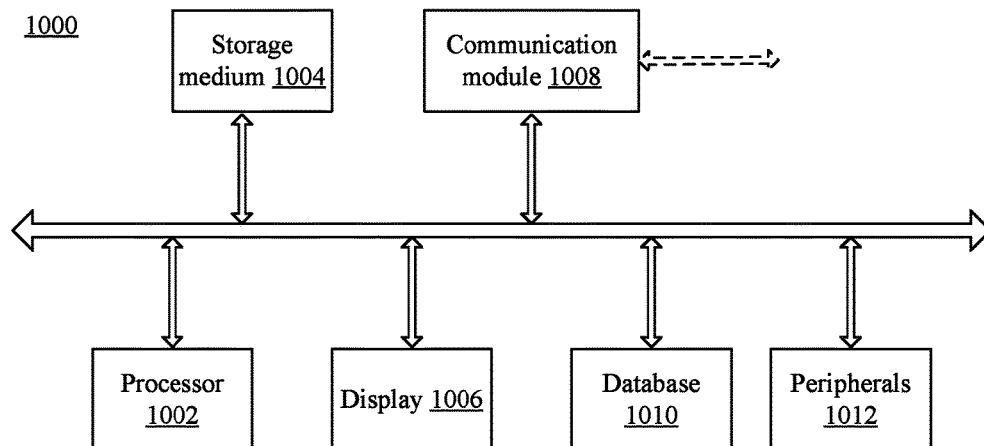 1000
Storage
medium 1004
Communication
module 1008
Processor
1002
Display 1006
Database
1010
Peripherals
1012